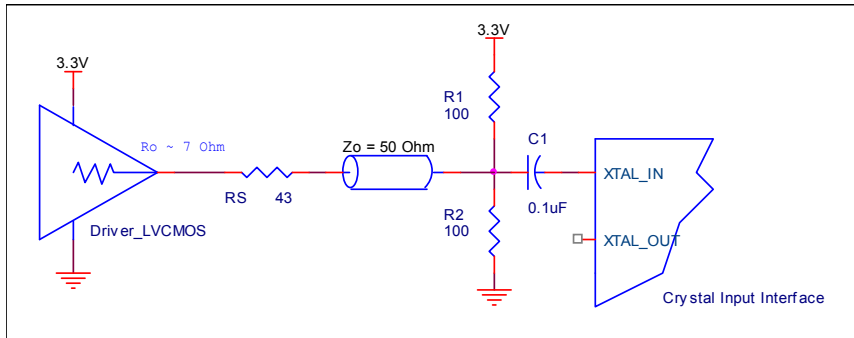 3.3V
3.3V
R1
100
Ro ~ 7 Ohm
Zo = 50 Ohm
C1
XTAL_IN
RS 43
0.1uF
R2
100
Driver_LVCMOS
XTAL_OUT
Crystal Input Interface